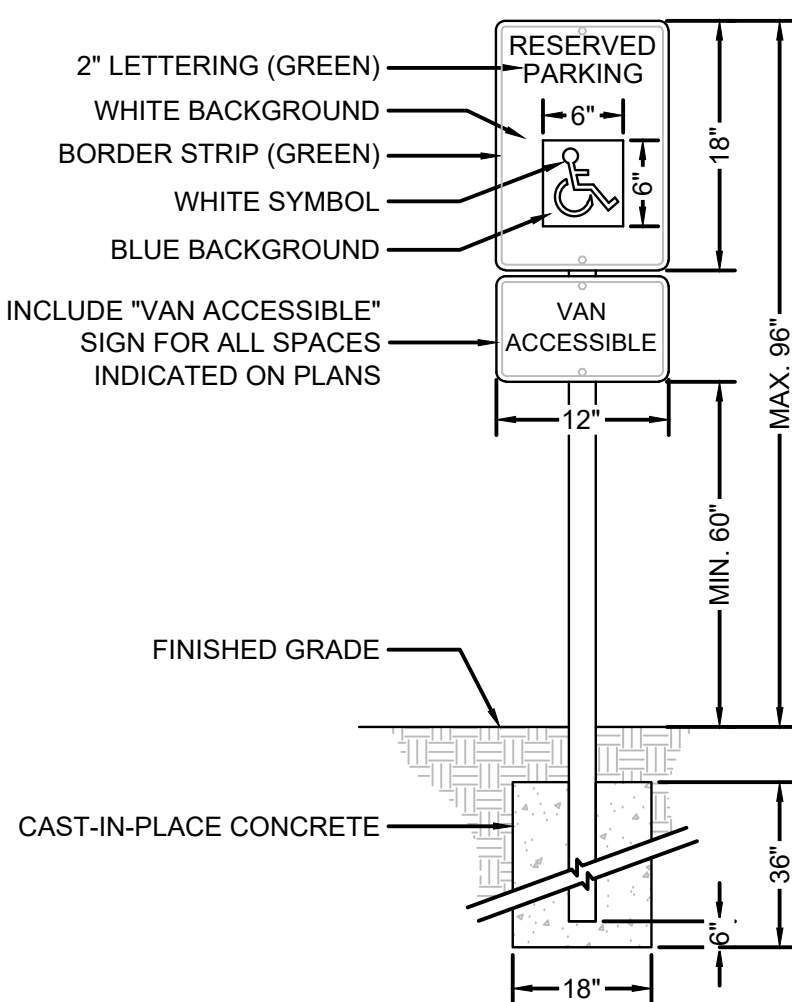 RESERVED
PARKING
2" LETTERING (GREEN)
WHITE BACKGROUND
6"
BORDER STRIP (GREEN)
18"
6"
WHITE SYMBOL
BLUE BACKGROUND
INCLUDE "VAN ACCESSIBLE"
SIGN FOR ALL SPACES
INDICATED ON PLANS
VAN
ACCESSIBLE
MAX. 96"
12"
MIN. 60"
FINISHED GRADE
CAST-IN-PLACE CONCRETE
36"
6"
18"